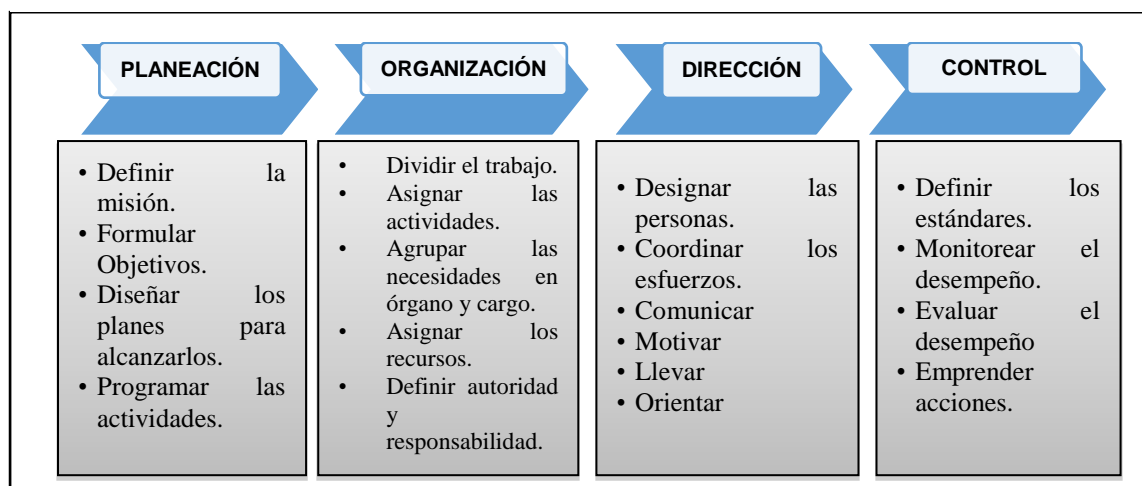 PLANEACIÓN
• Definir la
misión.
• Formular
Objetivos.
• Diseñar los
planes para
alcanzarlos.
• Programar las
actividades.
ORGANIZACIÓN
• Dividir el trabajo.
• Asignar las
actividades.
• Agrupar las
necesidades en
órgano y cargo.
• Asignar los
recursos.
• Definir autoridad
y
responsabilidad.
DIRECCIÓN
• Designar las
personas.
• Coordinar los
esfuerzos.
• Comunicar
• Motivar
• Llevar
• Orientar
CONTROL
• Definir los
estándares.
• Monitorear el
desempeño.
• Evaluar el
desempeño
• Emprender
acciones.